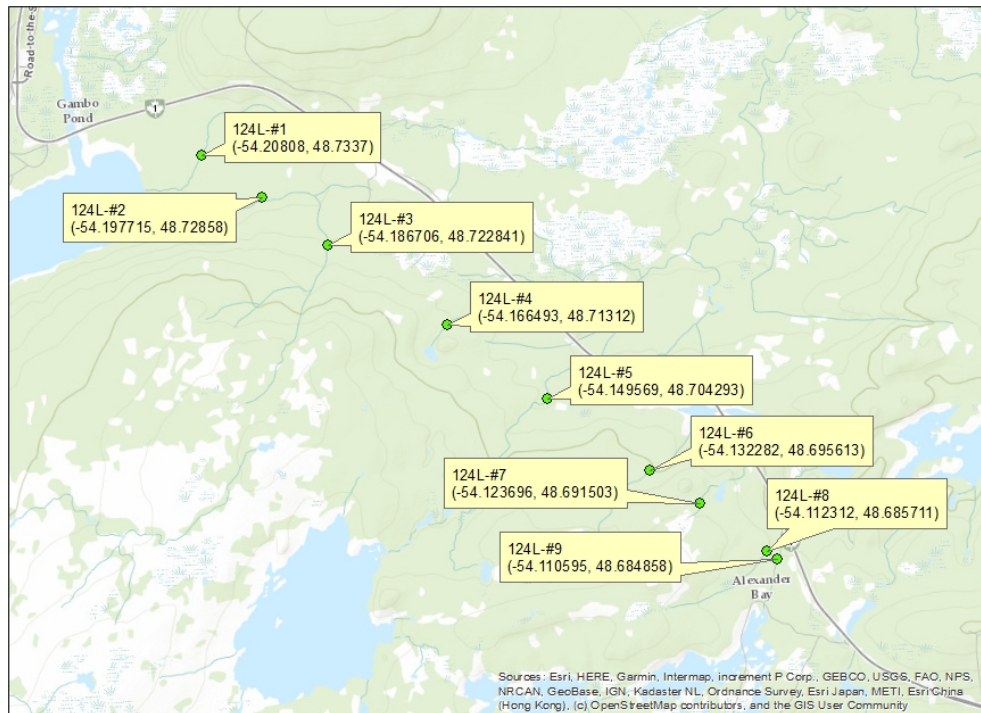 Road-to-the-S
Gambo
Pond
1
124L-#1
(-54.20808, 48.7337)
124L-#2
(-54.197715, 48.72858)
124L-#3
(-54.186706, 48.722841)
124L-#4
(-54.166493, 48.71312)
124L-#5
(-54.149569, 48.704293)
124L-#6
(-54.132282, 48.695613)
124L-#7
(-54.123696, 48.691503)
124L-#8
(-54.112312, 48.685711)
124L-#9
(-54.110595, 48.684858)
Alexander
Bay
Sources: Esri, HERE, Garmin, Intermap, increment P Corp., GEBCO, USGS, FAO, NPS,
NRCAN, GeoBase, IGN, Kadaster NL, Ordnance Survey, Esri Japan, METI, Esri China
(Hong Kong), (c) OpenStreetMap contributors, and the GIS User Community